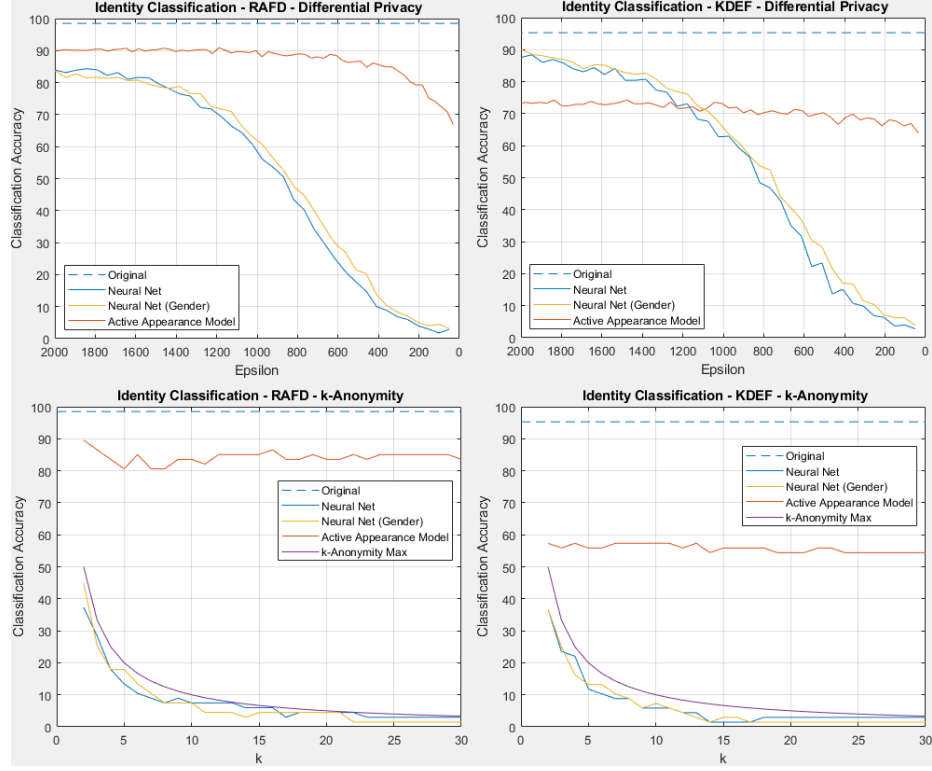 Identity Classification - RAFD - Differential Privacy
100
90
80
70
60
50
40
30
20
10
0
Classification Accuracy
Original
Neural Net
Neural Net (Gender)
Active Appearance Model
2000 1800 1600 1400 1200 1000 800 600 400 200 0
Epsilon
Identity Classification - KDEF - Differential Privacy
100
90
80
70
60
50
40
30
20
10
0
Classification Accuracy
Original
Neural Net
Neural Net (Gender)
Active Appearance Model
2000 1800 1600 1400 1200 1000 800 600 400 200 0
Epsilon
Identity Classification - RAFD - k-Anonymity
100
90
80
70
60
50
40
30
20
10
0
Classification Accuracy
Original
Neural Net
Neural Net (Gender)
Active Appearance Model
k-Anonymity Max
0 5 10 15 20 25 30
k
Identity Classification - KDEF - k-Anonymity
100
90
80
70
60
50
40
30
20
10
0
Classification Accuracy
Original
Neural Net
Neural Net (Gender)
Active Appearance Model
k-Anonymity Max
0 5 10 15 20 25 30
k